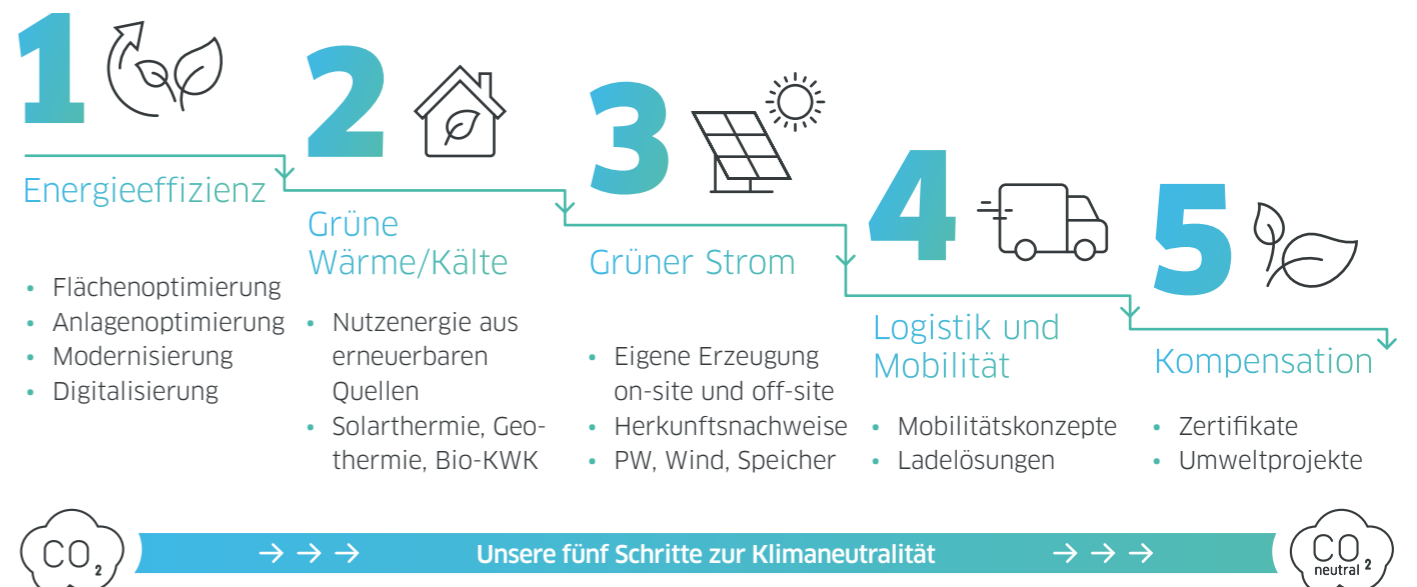 1
Energieeffizienz
• Flächenoptimierung
• Anlagenoptimierung
• Modernisierung
• Digitalisierung
2
Grüne
Wärme/Kälte
• Nutzenergie aus
erneuerbaren
Quellen
• Solarthermie, Geo-
thermie, Bio-KWK
3
Grüner Strom
• Eigene Erzeugung
on-site und off-site
• Herkunftsnachweise
• PW, Wind, Speicher
4
Logistik und
Mobilität
• Mobilitätskonzepte
• Ladelösungen
5
Kompensation
• Zertifikate
• Umweltprojekte
CO₂
→ → → Unsere fünf Schritte zur Klimaneutralität → → →
CO₂
neutral